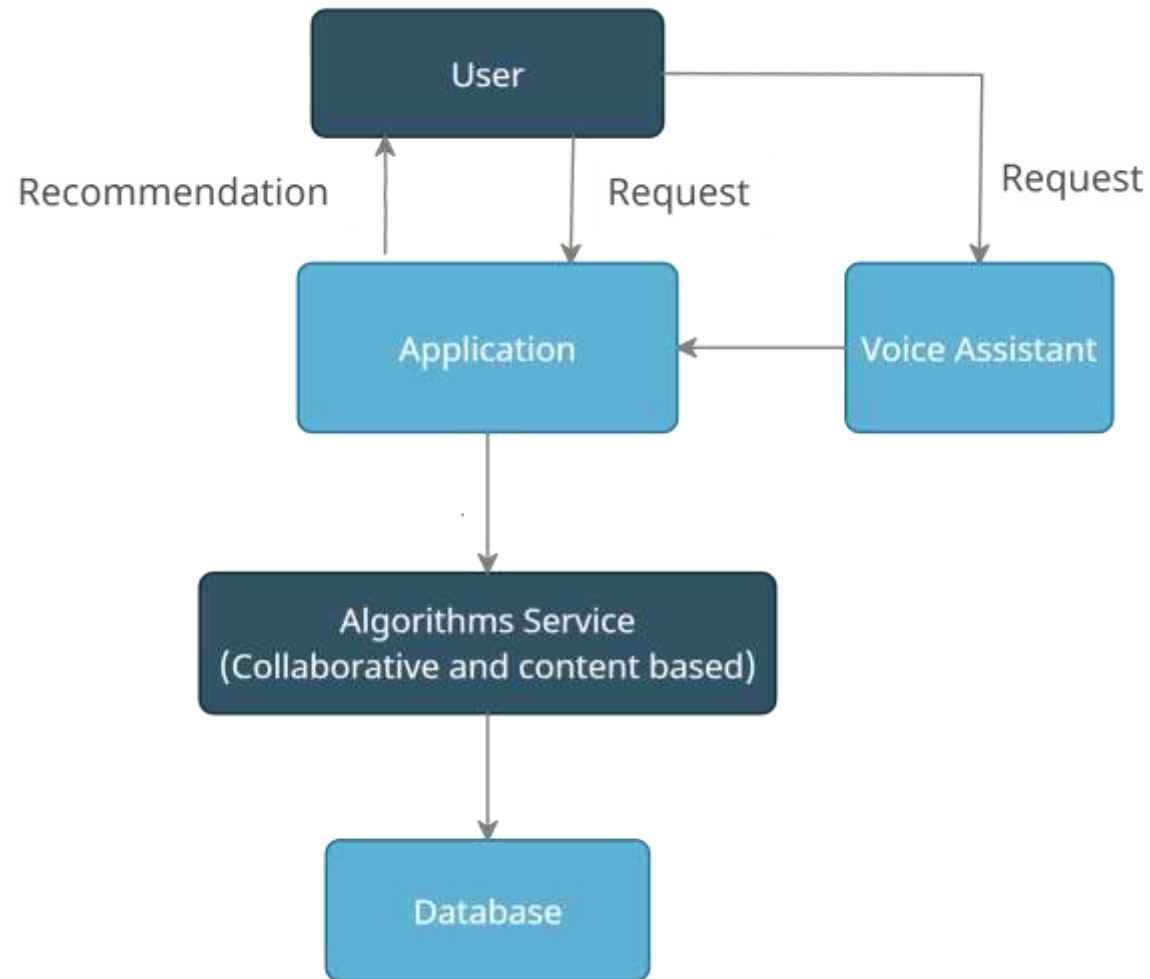 User
Recommendation
Request
Request
Application
Voice Assistant
Algorithms Service
(Collaborative and content based)
Database